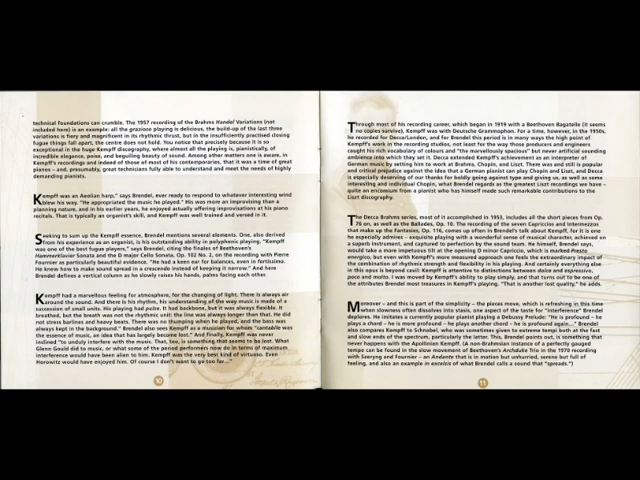 technical foundations can crumble. The 1957 recording of the Brahms Handel Variations (not
included here) is an example: all the grazioso playing is delicious, the build-up of the last three
variations is fiery and magnificent in its rhythmic thrust, but in the insufficiently practised closing
fugue things fall apart, the centre does not hold. You notice that precisely because it is so
exceptional in the huge Kempff discography, where almost all the playing is, pianistically, of
incredible elegance, poise, and beguiling beauty of sound. Among other matters we are aware, in
Kempff's recordings and indeed of those of most of his contemporaries, that it was a time of great
pianos – and, presumably, great technicians fully able to understand and meet the needs of highly
demanding pianists.
Kempff was an Aeolian harp," says Brendel, ever ready to respond to whatever interesting wind
blew his way. "He appropriated the music he played." His was more an improvising than a
planning nature, and in his earlier years, he enjoyed actually offering improvisations at his piano
recitals. That is typically an organist's skill, and Kempff was well trained and versed in it.
Seeking to sum up the Kempff essence, Brendel mentions several elements. One, also derived
from his experience as an organist, is his outstanding ability in polyphonic playing. "Kempff
was one of the best fugue players," says Brendel, citing the finales of Beethoven's
Hammerklavier Sonata and the D major Cello Sonata, Op. 102 No. 2, on the recording with Pierre
Fournier as particularly beautiful evidence. "He had a keen ear for balances, even in fortissimo.
He knew how to make sound spread in a crescendo instead of keeping it narrow." And here
Brendel defines a vertical column as he slowly raises his hands, palms facing each other.
Kempff had a marvellous feeling for atmosphere, for the changing of light. There is always air
around the sound. And there is his rhythm, his understanding of the way music is made of a
succession of small units. His playing had pulse. It had backbone, but it was always flexible. It
breathed, but the breath was not the rhythmic unit; the line was always longer than that. He did
not stress barlines and heavy beats. There was no thumping when he played, and the bass was
always kept in the background." Brendel also sees Kempff as a musician for whom "cantabile was
the essence of music, an idea that has largely become lost." And finally, Kempff was never
inclined "to unduly interfere with the music. That, too, is something that seems to be lost. What
Glenn Gould did to music, or what some of the period performers now do in terms of maximum
interference would have been alien to him. Kempff was the very best kind of virtuoso. Even
Horowitz would have enjoyed him. Of course I don't want to go too far..."
10
Through most of his recording career, which began in 1919 with a Beethoven Bagatelle (it seems
no copies survive), Kempff was with Deutsche Grammophon. For a time, however, in the 1950s,
he recorded for Decca/London, and for Brendel this period is in many ways the high point of
Kempff's work in the recording studios, not least for the way those producers and engineers
caught his rich vocabulary of colours and "the marvellously spacious" but never artificial sounding
ambience into which they set it. Decca extended Kempff's achievement as an interpreter of
German music by setting him to work at Brahms, Chopin, and Liszt. There was and still is popular
and critical prejudice against the idea that a German pianist can play Chopin and Liszt, and Decca
is especially deserving of our thanks for boldly going against type and giving us, as well as some
interesting and individual Chopin, what Brendel regards as the greatest Liszt recordings we have –
quite an encomium from a pianist who has himself made such remarkable contributions to the
Liszt discography.
The Decca Brahms series, most of it accomplished in 1953, includes all the short pieces from Op.
76 on, as well as the Ballades, Op. 10. The recording of the seven Capriccios and Intermezzos
that make up the Fantasies, Op. 116, comes up often in Brendel's talk about Kempff, for it is one
he especially admires – exquisite playing with a wonderful sense of musical character, achieved on
a superb instrument, and captured to perfection by the sound team. He himself, Brendel says,
would take a more impetuous tilt at the opening D minor Capriccio, which is marked Presto
energico, but even with Kempff's more measured approach one feels the extraordinary impact of
the combination of rhythmic strength and flexibility in his playing. And certainly everything else
in this opus is beyond cavil: Kempff is attentive to distinctions between dolce and espressivo,
poco and molto. I was moved by Kempff's ability to play simply, and that turns out to be one of
the attributes Brendel most treasures in Kempff's playing. "That is another lost quality," he adds.
Moreover – and this is part of the simplicity – the pieces move, which is refreshing in this time
when slowness often dissolves into stasis, one aspect of the taste for "interference" Brendel
deplores. He imitates a currently popular pianist playing a Debussy Prelude: "He is profound – he
plays a chord – he is more profound – he plays another chord – he is profound again..." Brendel
also compares Kempff to Schnabel, who was sometimes given to extreme tempi both at the fast
and slow ends of the spectrum, particularly the latter. This, Brendel points out, is something that
never happens with the Apollinian Kempff. (A non-Brahmsian instance of a perfectly gauged
tempo can be found in the slow movement of Beethoven's Archduke Trio in the 1970 recording
with Szeryng and Fournier – an Andante that is in motion but unhurried, serene but full of
feeling, and also an example in excelsis of what Brendel calls a sound that "spreads.")
11